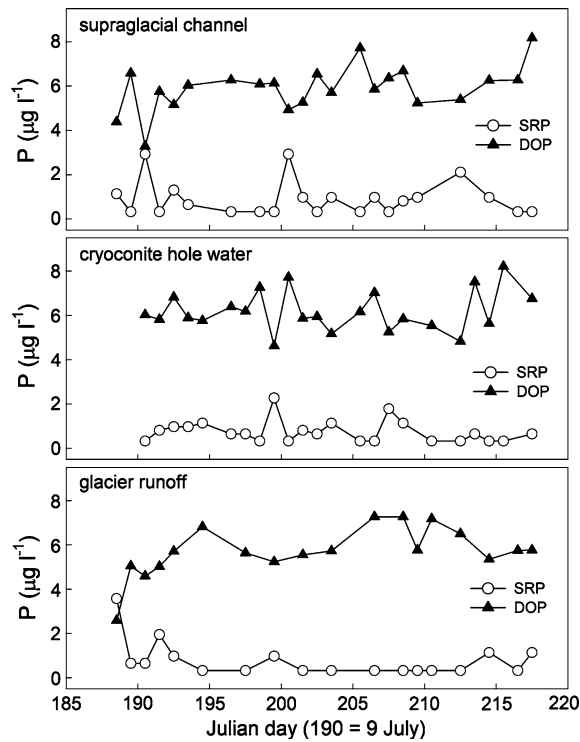 supraglacial channel
8
6
4
2
0
P (µg l⁻¹)
SRP
DOP
cryoconite hole water
8
6
4
2
0
P (µg l⁻¹)
SRP
DOP
glacier runoff
8
6
4
2
0
P (µg l⁻¹)
SRP
DOP
185 190 195 200 205 210 215 220
Julian day (190 = 9 July)